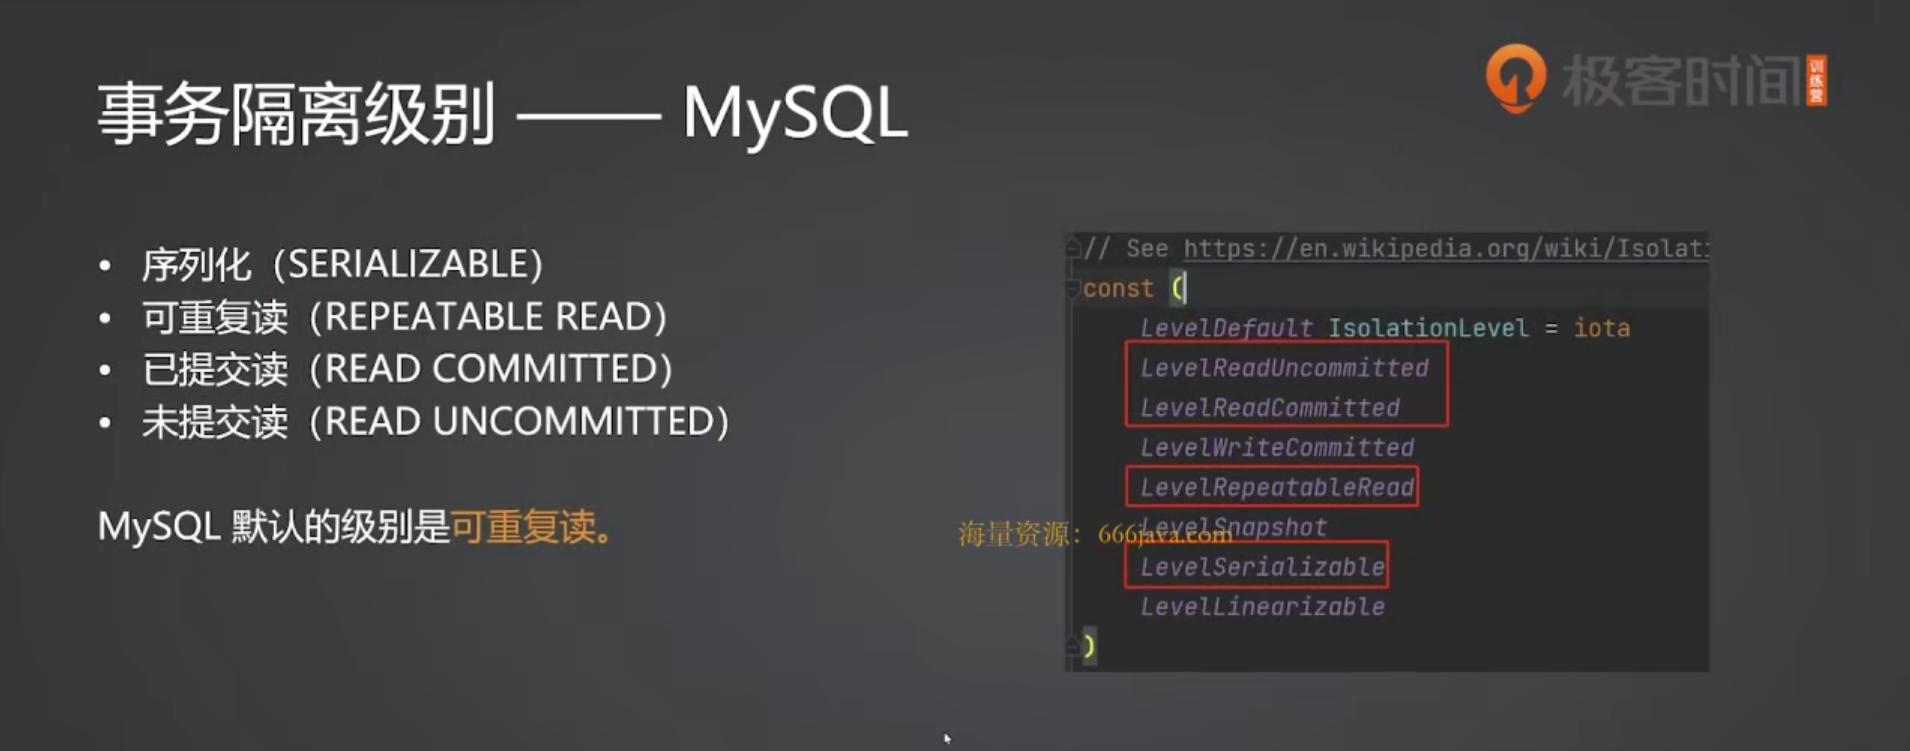 事务隔离级别 —— MySQL
极客时间
训练营
• 序列化（SERIALIZABLE）
• 可重复读（REPEATABLE READ）
• 已提交读（READ COMMITTED）
• 未提交读（READ UNCOMMITTED）
MySQL 默认的级别是可重复读。
// See https://en.wikipedia.org/wiki/Isolati
const (
LevelDefault IsolationLevel = iota
LevelReadUncommitted
LevelReadCommitted
LevelWriteCommitted
LevelRepeatableRead
LevelSnapshot
海量资源：666java.com
LevelSerializable
LevelLinearizable
)